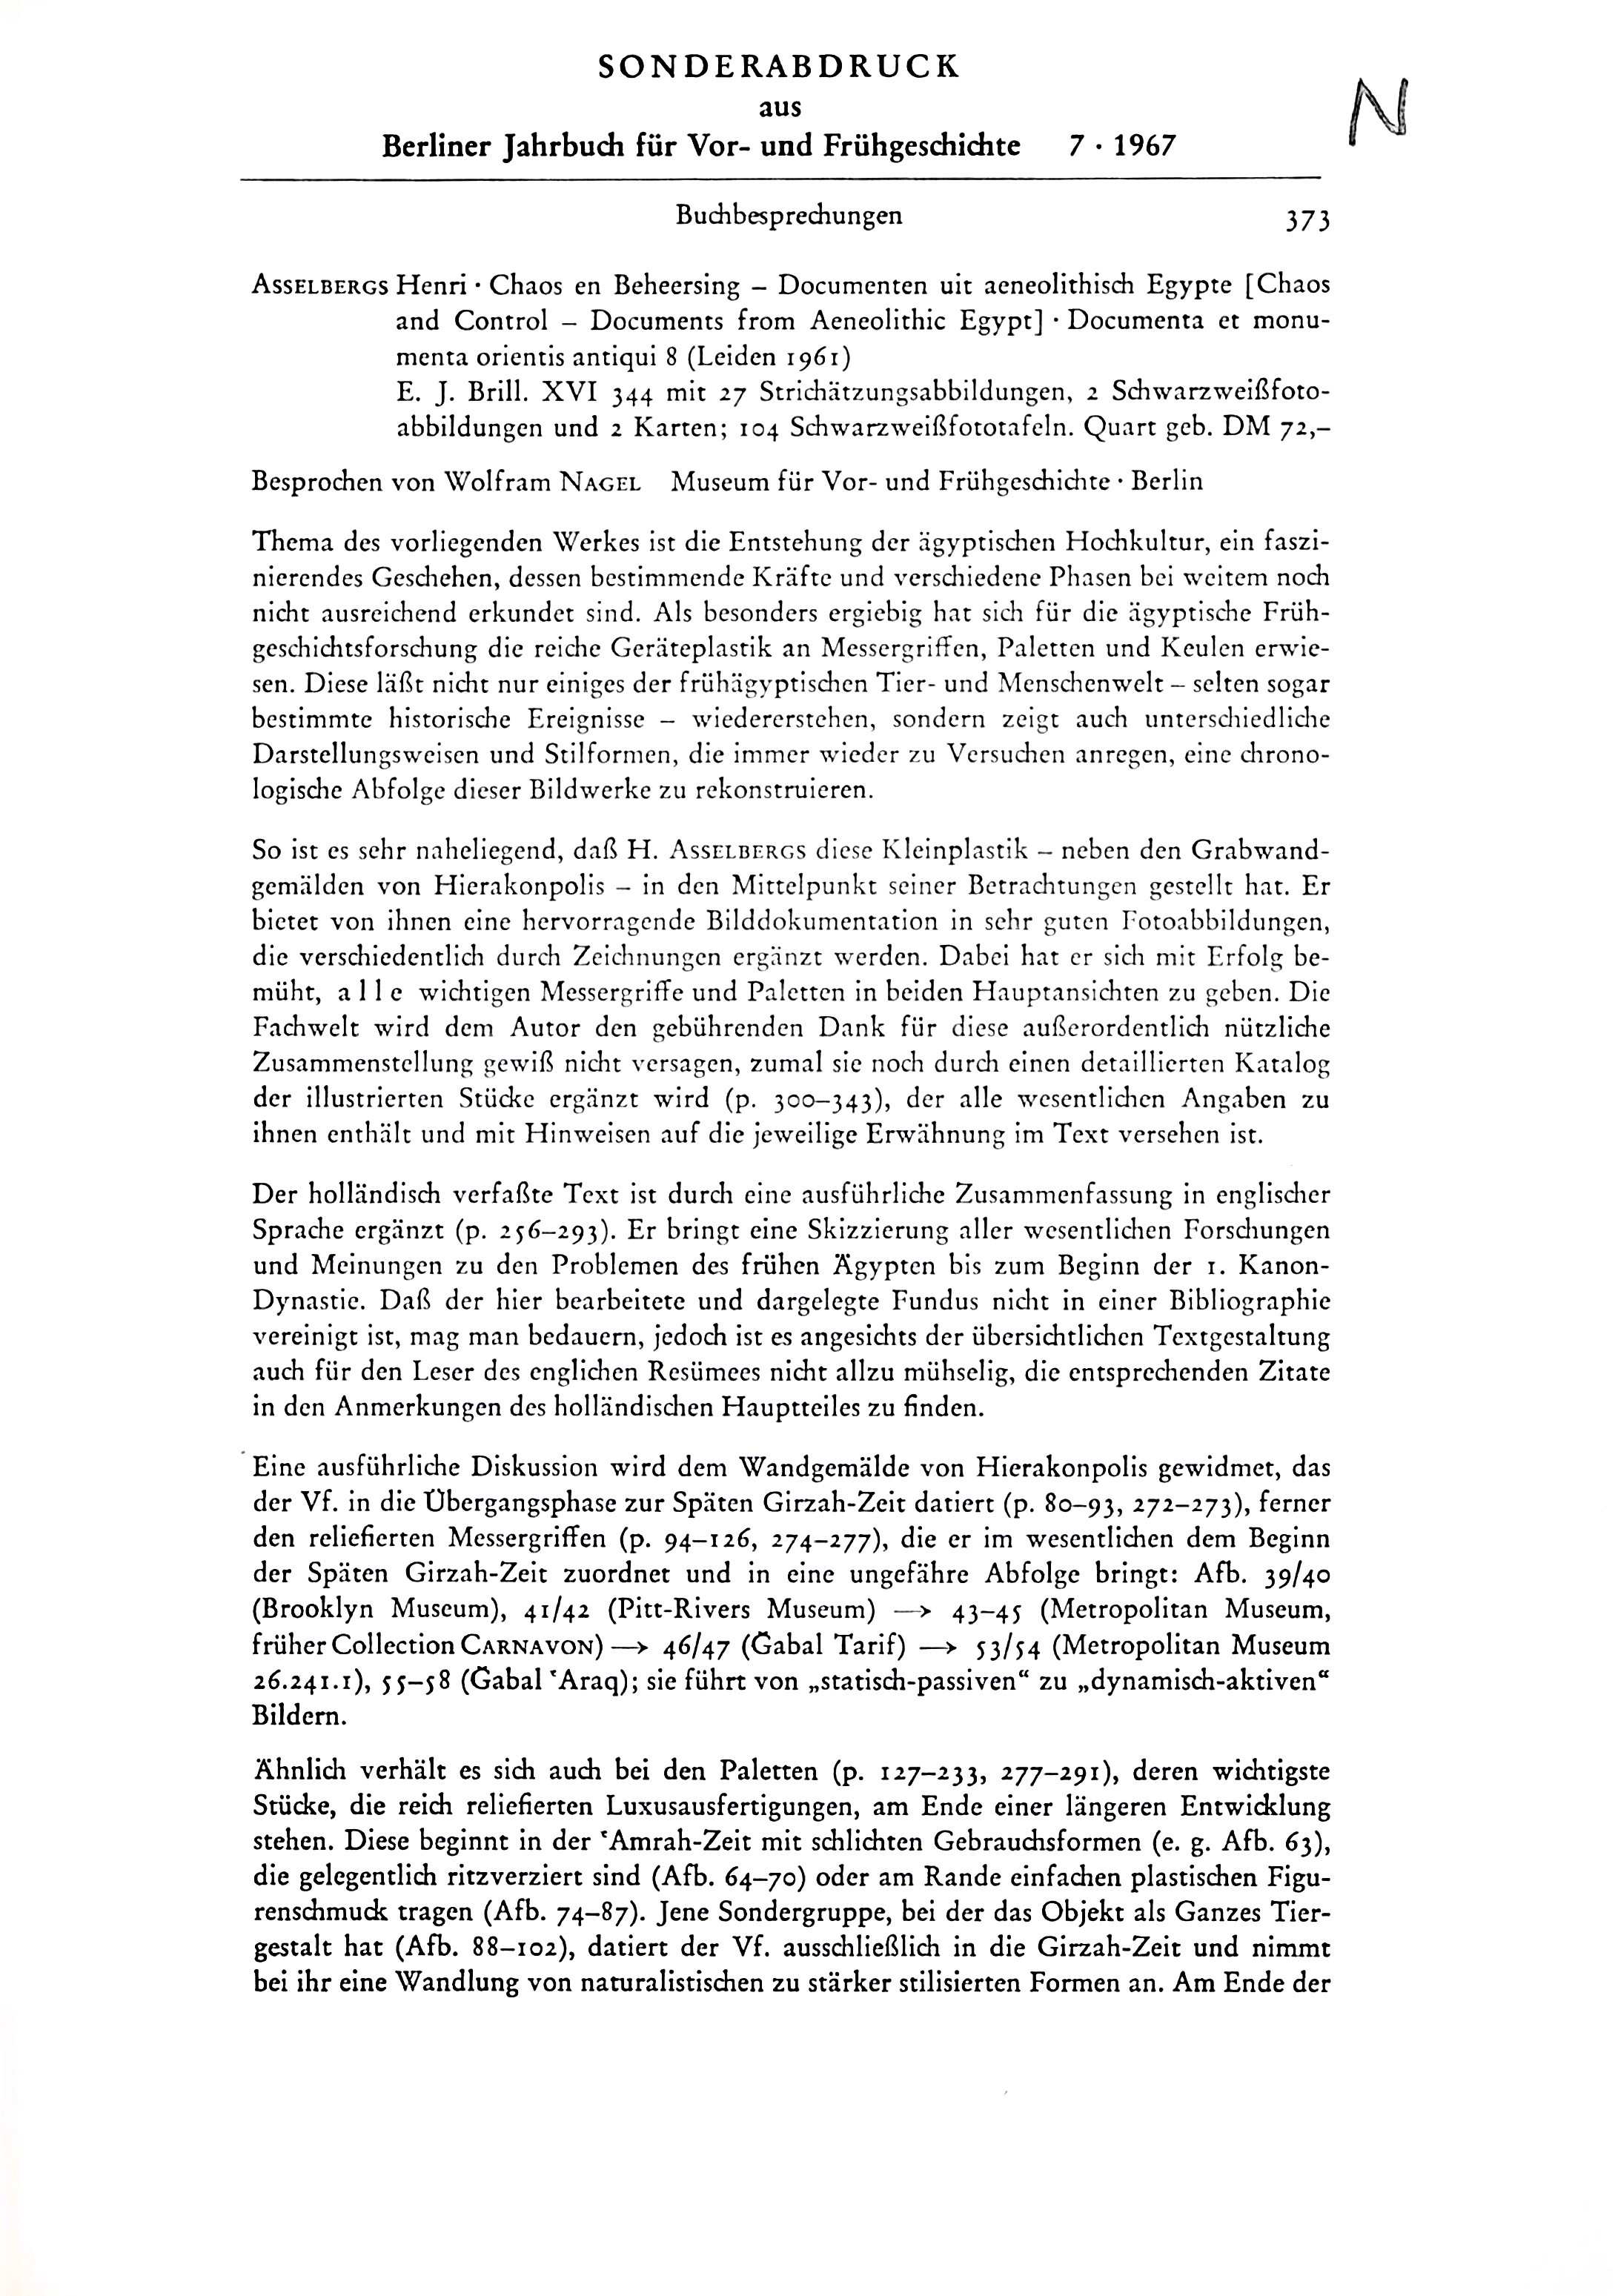 SONDERABDRUCK
aus
Berliner Jahrbuch für Vor- und Frühgeschichte 7 · 1967
N
Buchbesprechungen 373
ASSELBERGS Henri · Chaos en Beheersing – Documenten uit aeneolithisch Egypte [Chaos
and Control – Documents from Aeneolithic Egypt] · Documenta et monu-
menta orientis antiqui 8 (Leiden 1961)
E. J. Brill. XVI 344 mit 27 Strichätzungsabbildungen, 2 Schwarzweißfoto-
abbildungen und 2 Karten; 104 Schwarzweißfototafeln. Quart geb. DM 72,–
Besprochen von Wolfram NAGEL Museum für Vor- und Frühgeschichte · Berlin
Thema des vorliegenden Werkes ist die Entstehung der ägyptischen Hochkultur, ein faszi-
nierendes Geschehen, dessen bestimmende Kräfte und verschiedene Phasen bei weitem noch
nicht ausreichend erkundet sind. Als besonders ergiebig hat sich für die ägyptische Früh-
geschichtsforschung die reiche Geräteplastik an Messergriffen, Paletten und Keulen erwie-
sen. Diese läßt nicht nur einiges der frühägyptischen Tier- und Menschenwelt – selten sogar
bestimmte historische Ereignisse – wiedererstehen, sondern zeigt auch unterschiedliche
Darstellungsweisen und Stilformen, die immer wieder zu Versuchen anregen, eine chrono-
logische Abfolge dieser Bildwerke zu rekonstruieren.
So ist es sehr naheliegend, daß H. ASSELBERGS diese Kleinplastik – neben den Grabwand-
gemälden von Hierakonpolis – in den Mittelpunkt seiner Betrachtungen gestellt hat. Er
bietet von ihnen eine hervorragende Bilddokumentation in sehr guten Fotoabbildungen,
die verschiedentlich durch Zeichnungen ergänzt werden. Dabei hat er sich mit Erfolg be-
müht, alle wichtigen Messergriffe und Paletten in beiden Hauptansichten zu geben. Die
Fachwelt wird dem Autor den gebührenden Dank für diese außerordentlich nützliche
Zusammenstellung gewiß nicht versagen, zumal sie noch durch einen detaillierten Katalog
der illustrierten Stücke ergänzt wird (p. 300–343), der alle wesentlichen Angaben zu
ihnen enthält und mit Hinweisen auf die jeweilige Erwähnung im Text versehen ist.
Der holländisch verfaßte Text ist durch eine ausführliche Zusammenfassung in englischer
Sprache ergänzt (p. 256–293). Er bringt eine Skizzierung aller wesentlichen Forschungen
und Meinungen zu den Problemen des frühen Ägypten bis zum Beginn der 1. Kanon-
Dynastie. Daß der hier bearbeitete und dargelegte Fundus nicht in einer Bibliographie
vereinigt ist, mag man bedauern, jedoch ist es angesichts der übersichtlichen Textgestaltung
auch für den Leser des englichen Resümees nicht allzu mühselig, die entsprechenden Zitate
in den Anmerkungen des holländischen Hauptteiles zu finden.
Eine ausführliche Diskussion wird dem Wandgemälde von Hierakonpolis gewidmet, das
der Vf. in die Übergangsphase zur Späten Girzah-Zeit datiert (p. 80–93, 272–273), ferner
den reliefierten Messergriffen (p. 94–126, 274–277), die er im wesentlichen dem Beginn
der Späten Girzah-Zeit zuordnet und in eine ungefähre Abfolge bringt: Afb. 39/40
(Brooklyn Museum), 41/42 (Pitt-Rivers Museum) → 43–45 (Metropolitan Museum,
früher Collection CARNAVON) → 46/47 (Ǧabal Tarif) → 53/54 (Metropolitan Museum
26.241.1), 55–58 (Ǧabal ʿAraq); sie führt von „statisch-passiven“ zu „dynamisch-aktiven“
Bildern.
Ähnlich verhält es sich auch bei den Paletten (p. 127–233, 277–291), deren wichtigste
Stücke, die reich reliefierten Luxusausfertigungen, am Ende einer längeren Entwicklung
stehen. Diese beginnt in der ʿAmrah-Zeit mit schlichten Gebrauchsformen (e. g. Afb. 63),
die gelegentlich ritzverziert sind (Afb. 64–70) oder am Rande einfachen plastischen Figu-
renschmuck tragen (Afb. 74–87). Jene Sondergruppe, bei der das Objekt als Ganzes Tier-
gestalt hat (Afb. 88–102), datiert der Vf. ausschließlich in die Girzah-Zeit und nimmt
bei ihr eine Wandlung von naturalistischen zu stärker stilisierten Formen an. Am Ende der